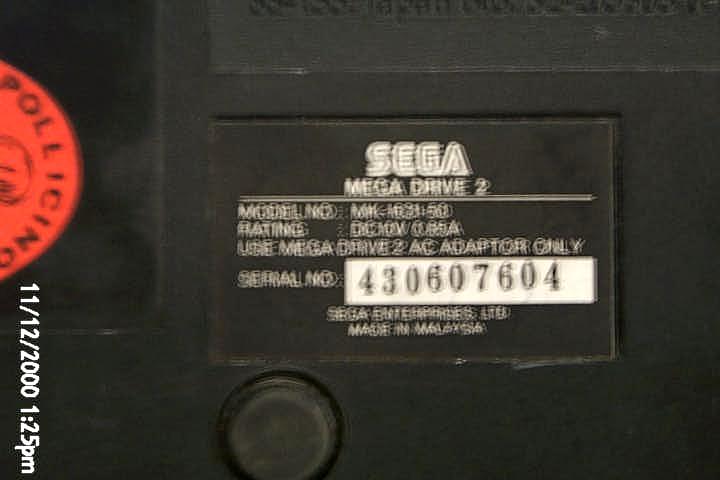 POLLICINO
SEGA
MEGA DRIVE 2
MODEL NO. : MK-1631-50
RATING : DC10V 0.85A
USE MEGA DRIVE 2 AC ADAPTOR ONLY
SERIAL NO. 430607604
SEGA ENTERPRISES, LTD.
MADE IN MALAYSIA
11/12/2000 1:25pm